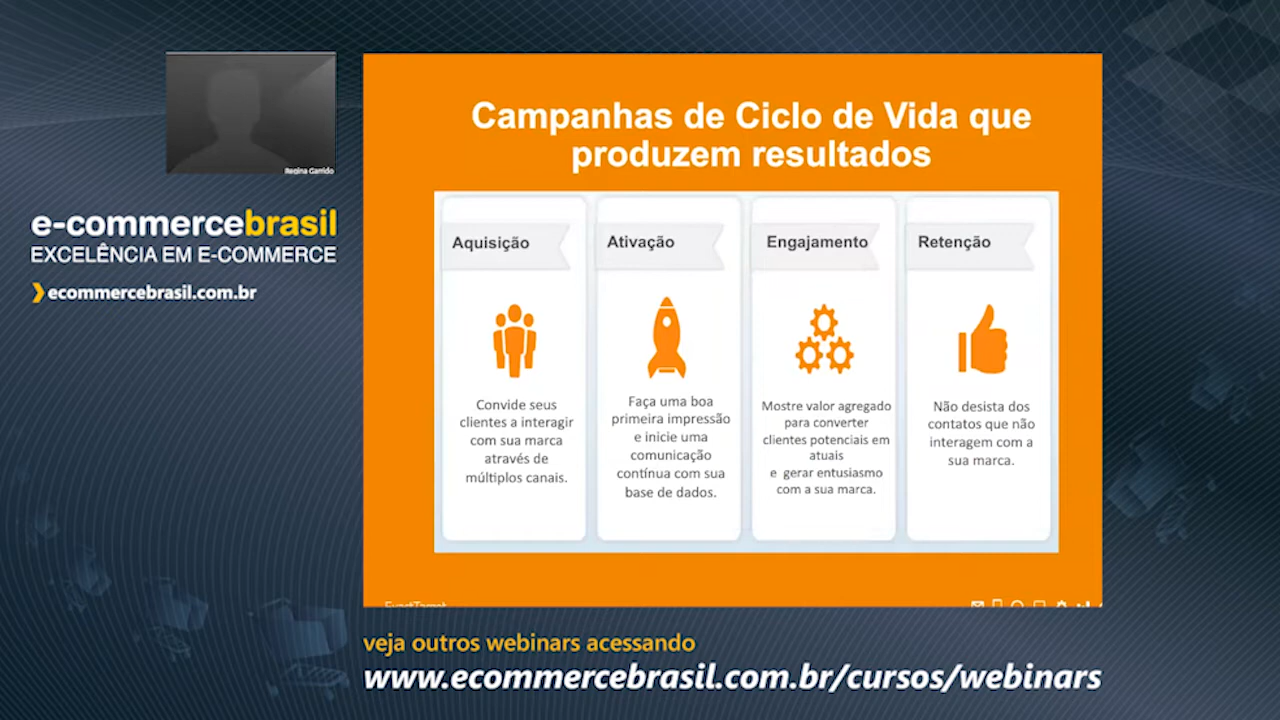 Regina Garrido
e-commercebrasil
EXCELÊNCIA EM E-COMMERCE
ecommercebrasil.com.br
Campanhas de Ciclo de Vida que
produzem resultados
Aquisição
Convide seus
clientes a interagir
com sua marca
através de
múltiplos canais.
Ativação
Faça uma boa
primeira impressão
e inicie uma
comunicação
contínua com sua
base de dados.
Engajamento
Mostre valor agregado
para converter
clientes potenciais em
atuais
e gerar entusiasmo
com a sua marca.
Retenção
Não desista dos
contatos que não
interagem com a
sua marca.
ExactTarget
veja outros webinars acessando
www.ecommercebrasil.com.br/cursos/webinars